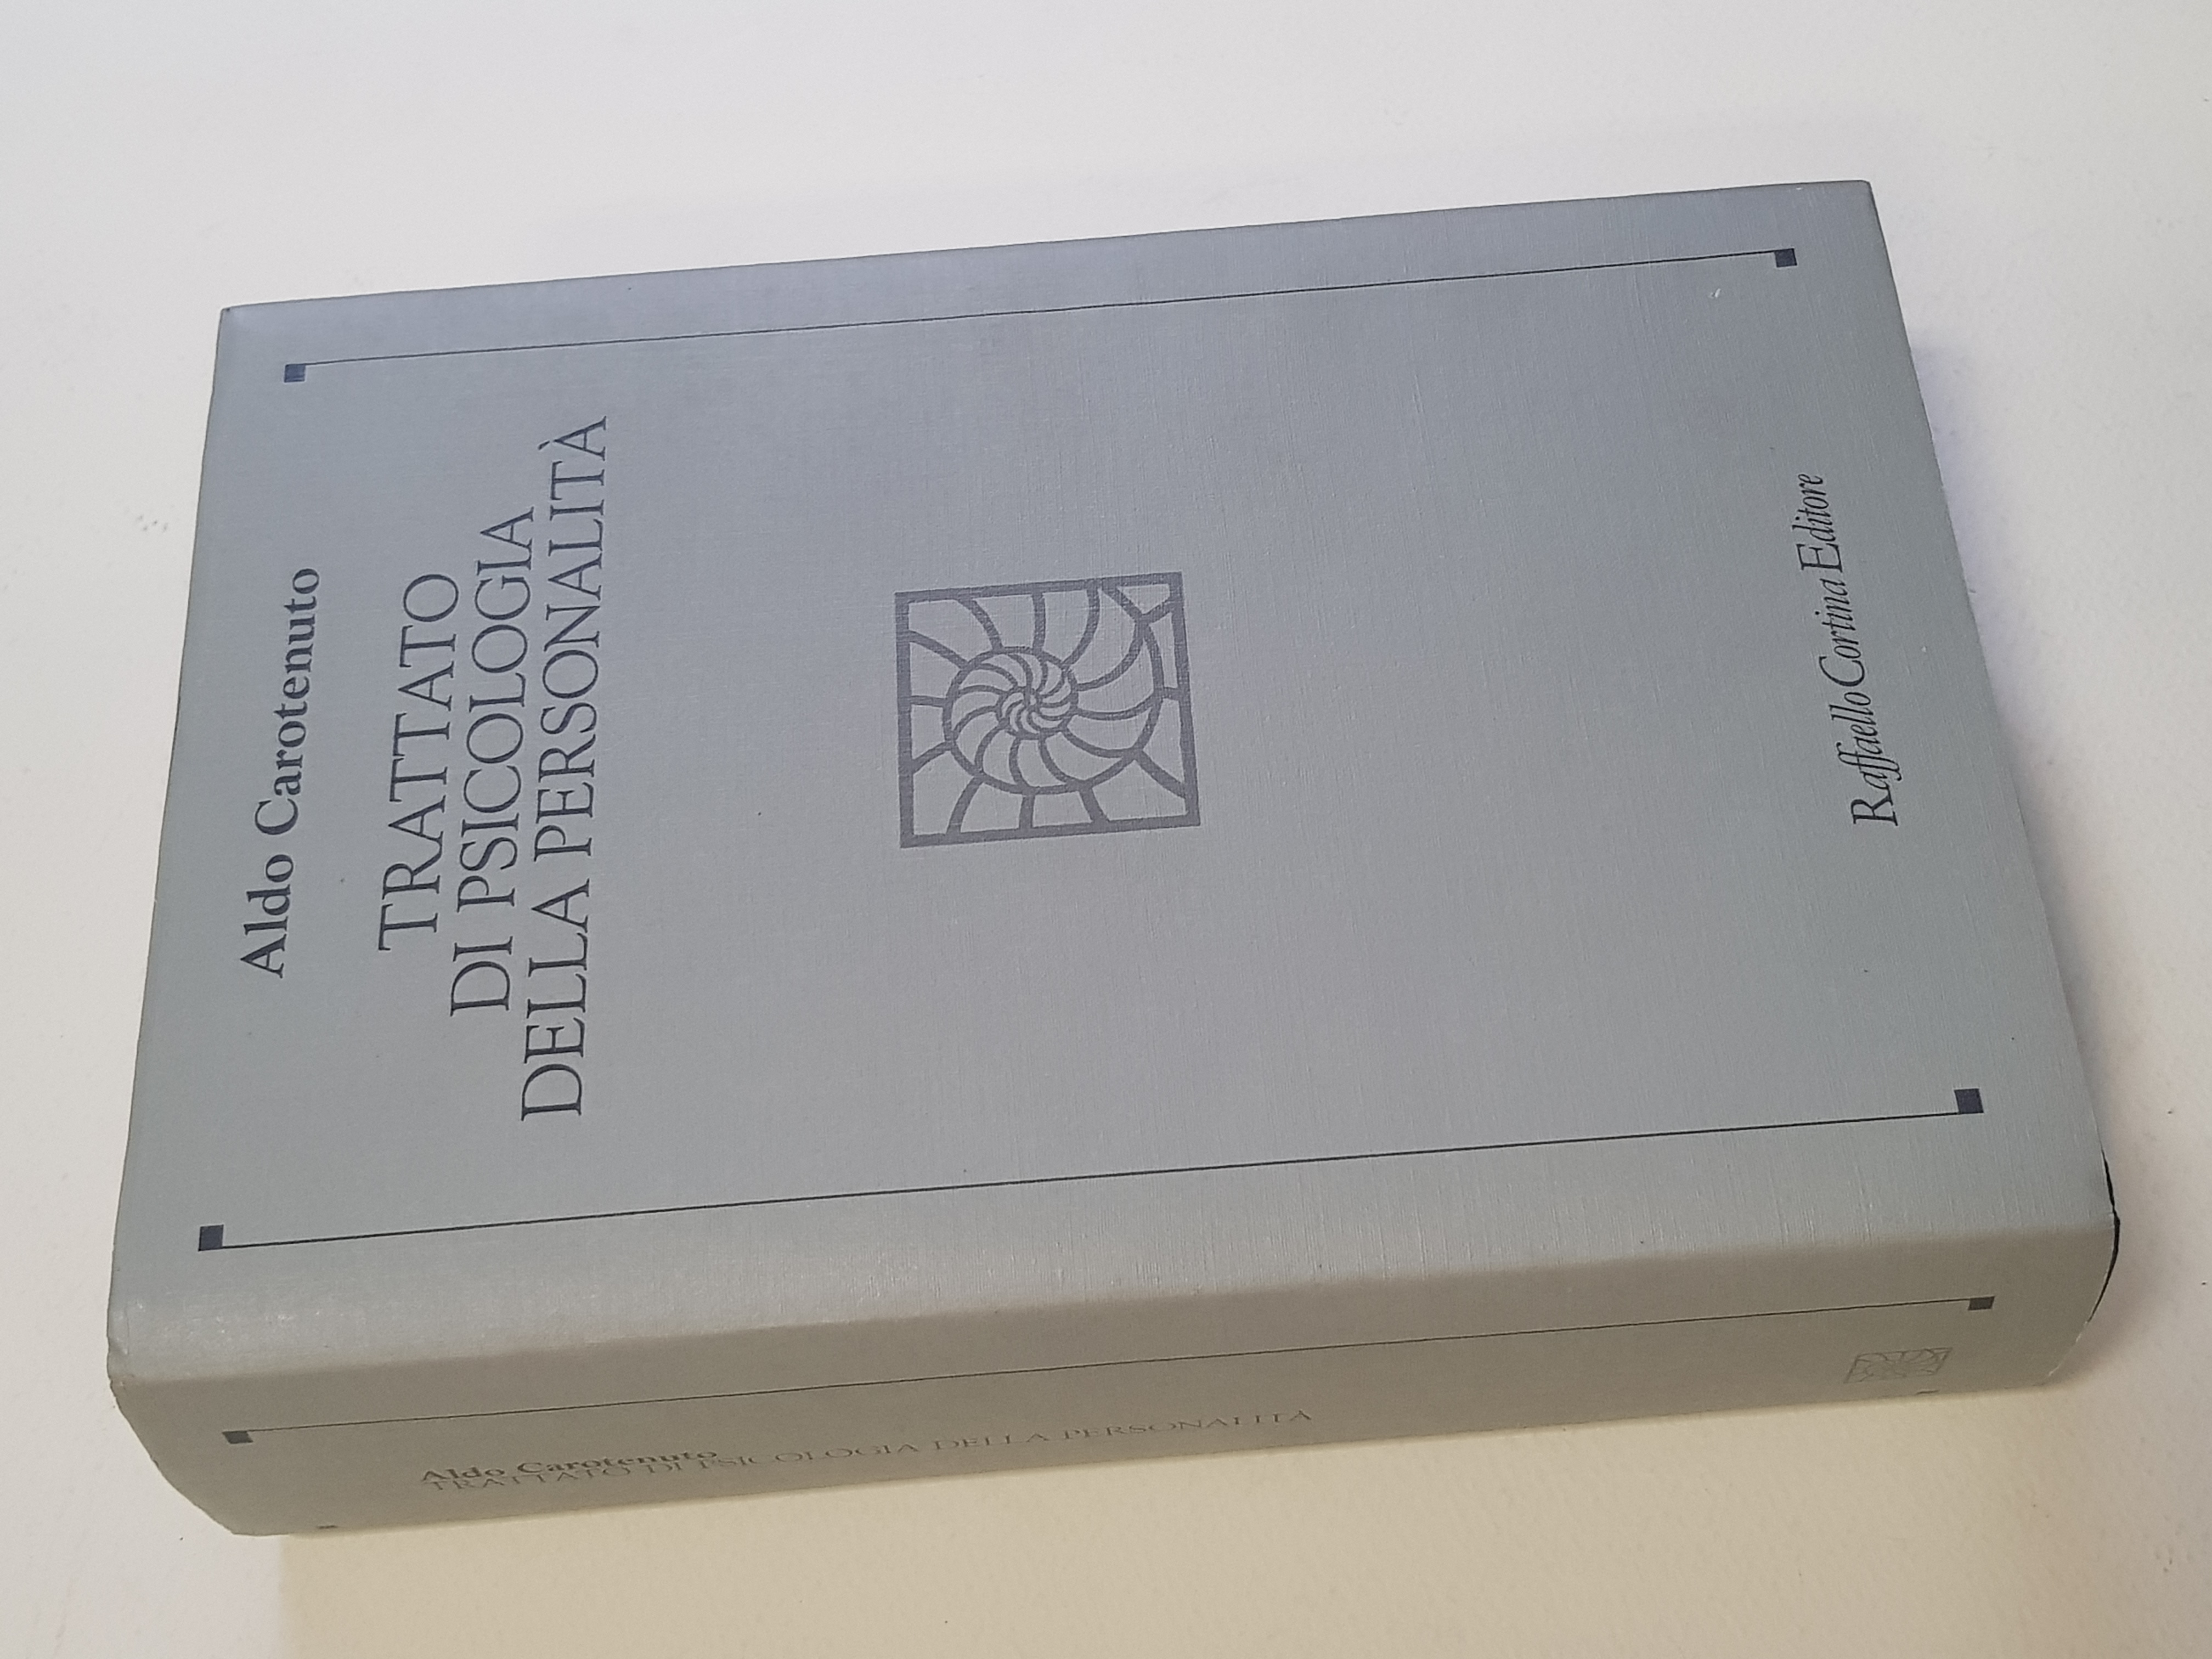 Aldo Carotenuto
TRATTATO
DI PSICOLOGIA
DELLA PERSONALITÀ
Raffaello Cortina Editore
Aldo Carotenuto
TRATTATO DI PSICOLOGIA DELLA PERSONALITÀ